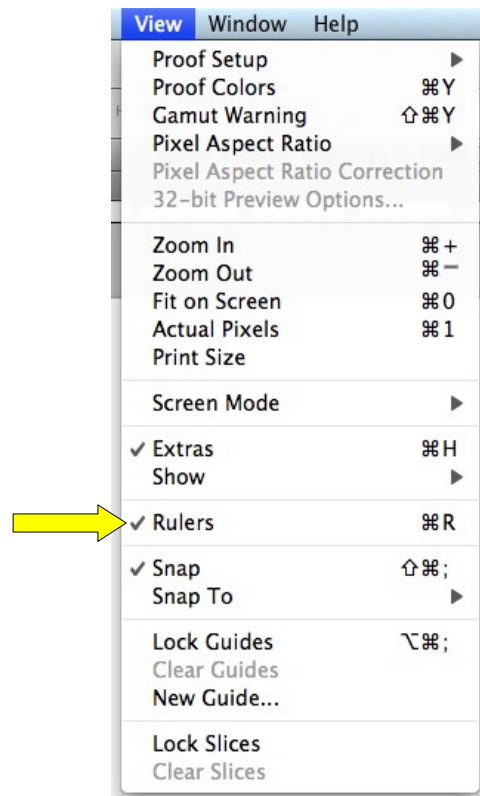 View Window Help
Proof Setup ▶
Proof Colors ⌘Y
Gamut Warning ⇧⌘Y
Pixel Aspect Ratio ▶
Pixel Aspect Ratio Correction
32-bit Preview Options...
Zoom In ⌘+
Zoom Out ⌘−
Fit on Screen ⌘0
Actual Pixels ⌘1
Print Size
Screen Mode ▶
✓ Extras ⌘H
Show ▶
✓ Rulers ⌘R
✓ Snap ⇧⌘;
Snap To ▶
Lock Guides ⌥⌘;
Clear Guides
New Guide...
Lock Slices
Clear Slices